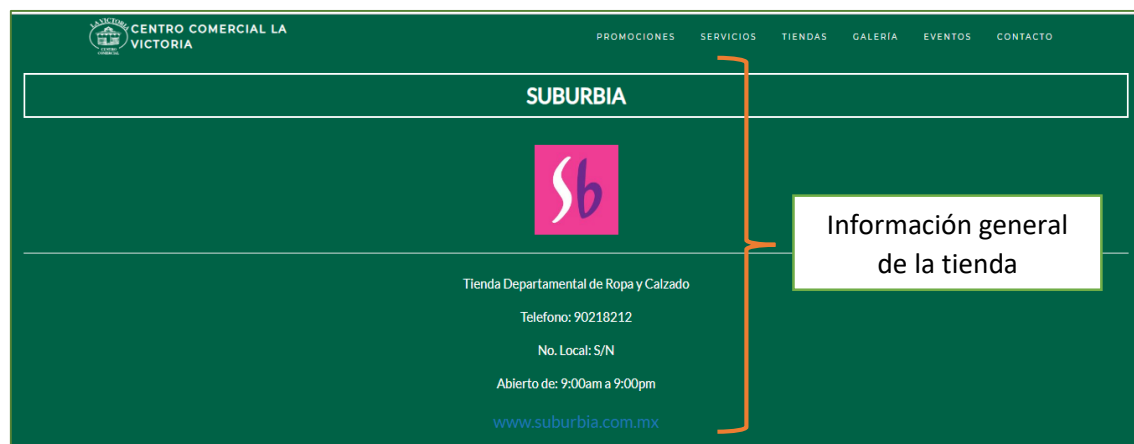 CENTRO COMERCIAL LA
VICTORIA
PROMOCIONES SERVICIOS TIENDAS GALERÍA EVENTOS CONTACTO
SUBURBIA
Sb
Información general
de la tienda
Tienda Departamental de Ropa y Calzado
Telefono: 90218212
No. Local: S/N
Abierto de: 9:00am a 9:00pm
www.suburbia.com.mx